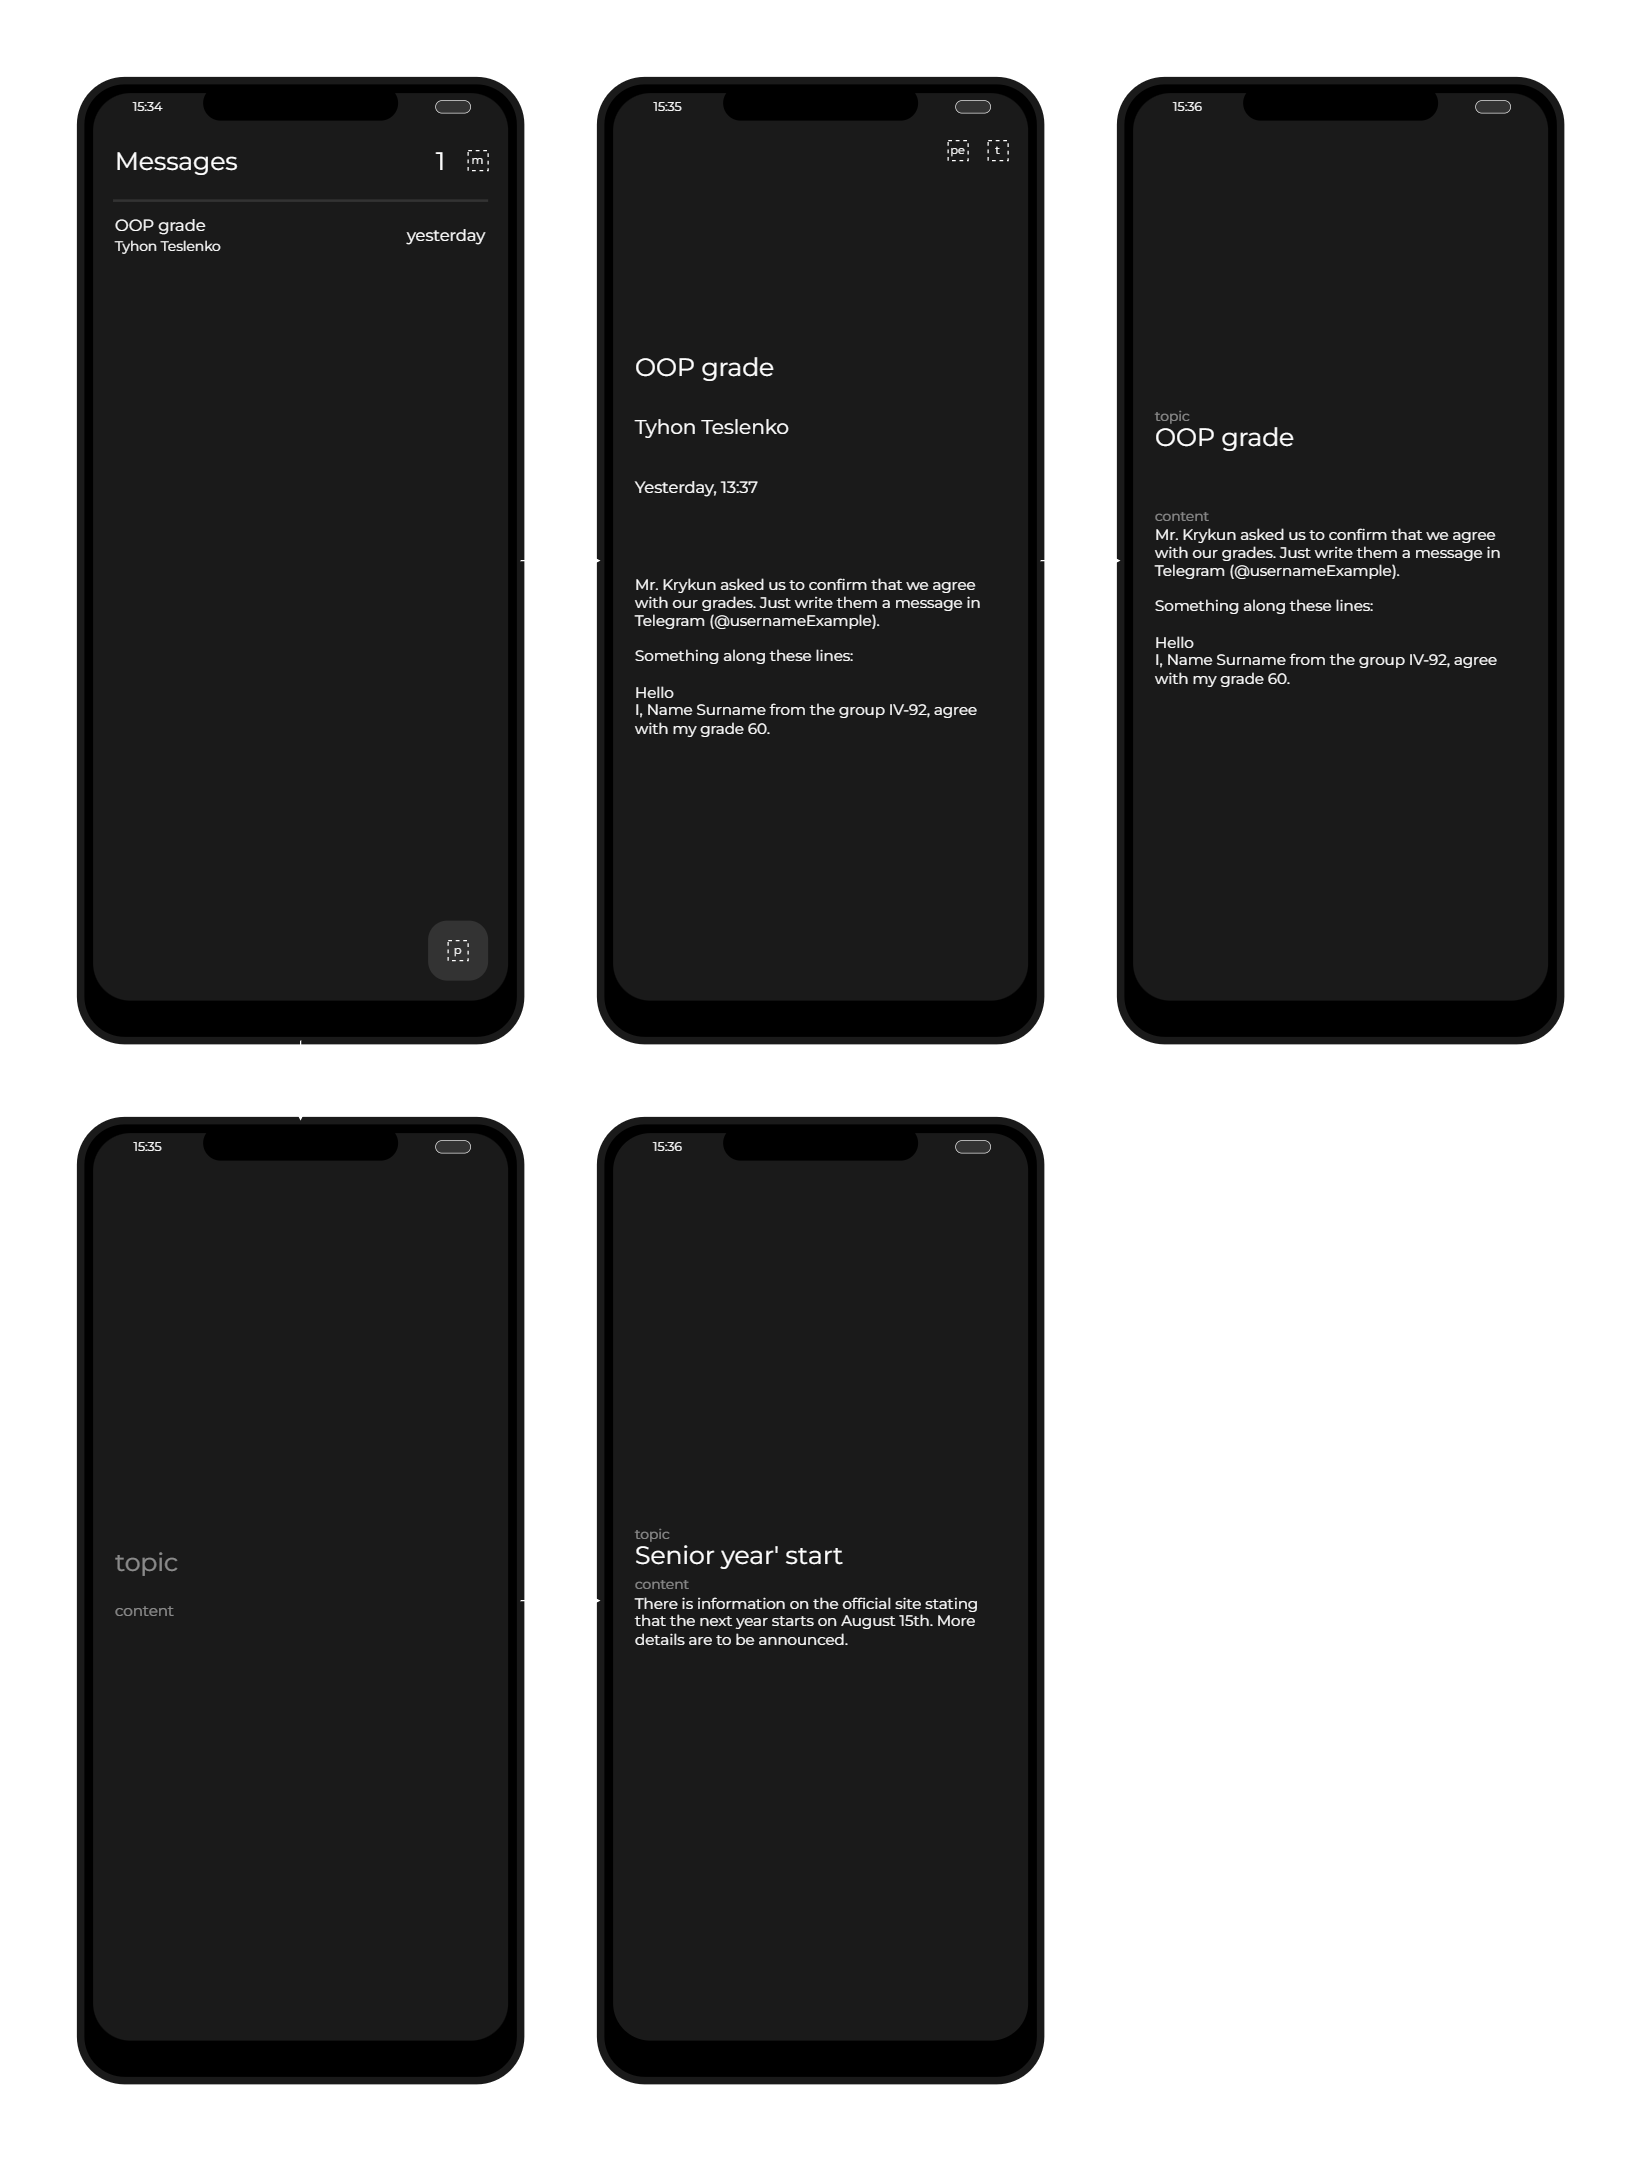 15:34
Messages 1 m
OOP grade
Tyhon Teslenko
yesterday
p
15:35
pe t
OOP grade
Tyhon Teslenko
Yesterday, 13:37
Mr. Krykun asked us to confirm that we agree
with our grades. Just write them a message in
Telegram (@usernameExample).
Something along these lines:
Hello
I, Name Surname from the group IV-92, agree
with my grade 60.
15:36
topic
OOP grade
content
Mr. Krykun asked us to confirm that we agree
with our grades. Just write them a message in
Telegram (@usernameExample).
Something along these lines:
Hello
I, Name Surname from the group IV-92, agree
with my grade 60.
15:35
topic
content
15:36
topic
Senior year' start
content
There is information on the official site stating
that the next year starts on August 15th. More
details are to be announced.